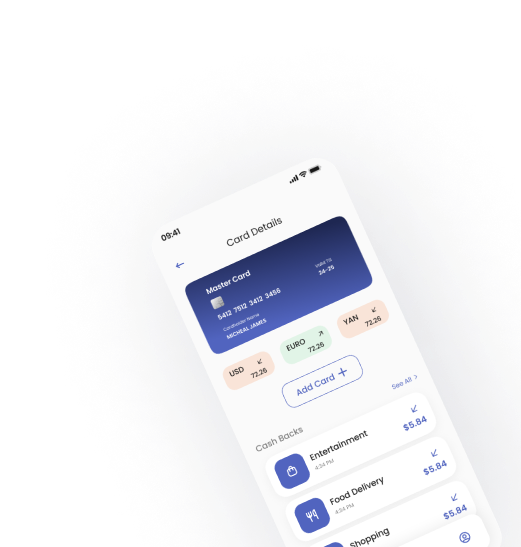 09:41
Card Details
Master Card
5412 7512 3412 3456
Valid Til
24-25
Cardholder Name
MICHEAL JAMES
USD
72.26
EURO
72.26
YAN
72.26
Add Card
Cash Backs
See All
Entertainment
4:34 PM
$5.84
Food Delivery
4:34 PM
$5.84
Shopping
$5.84